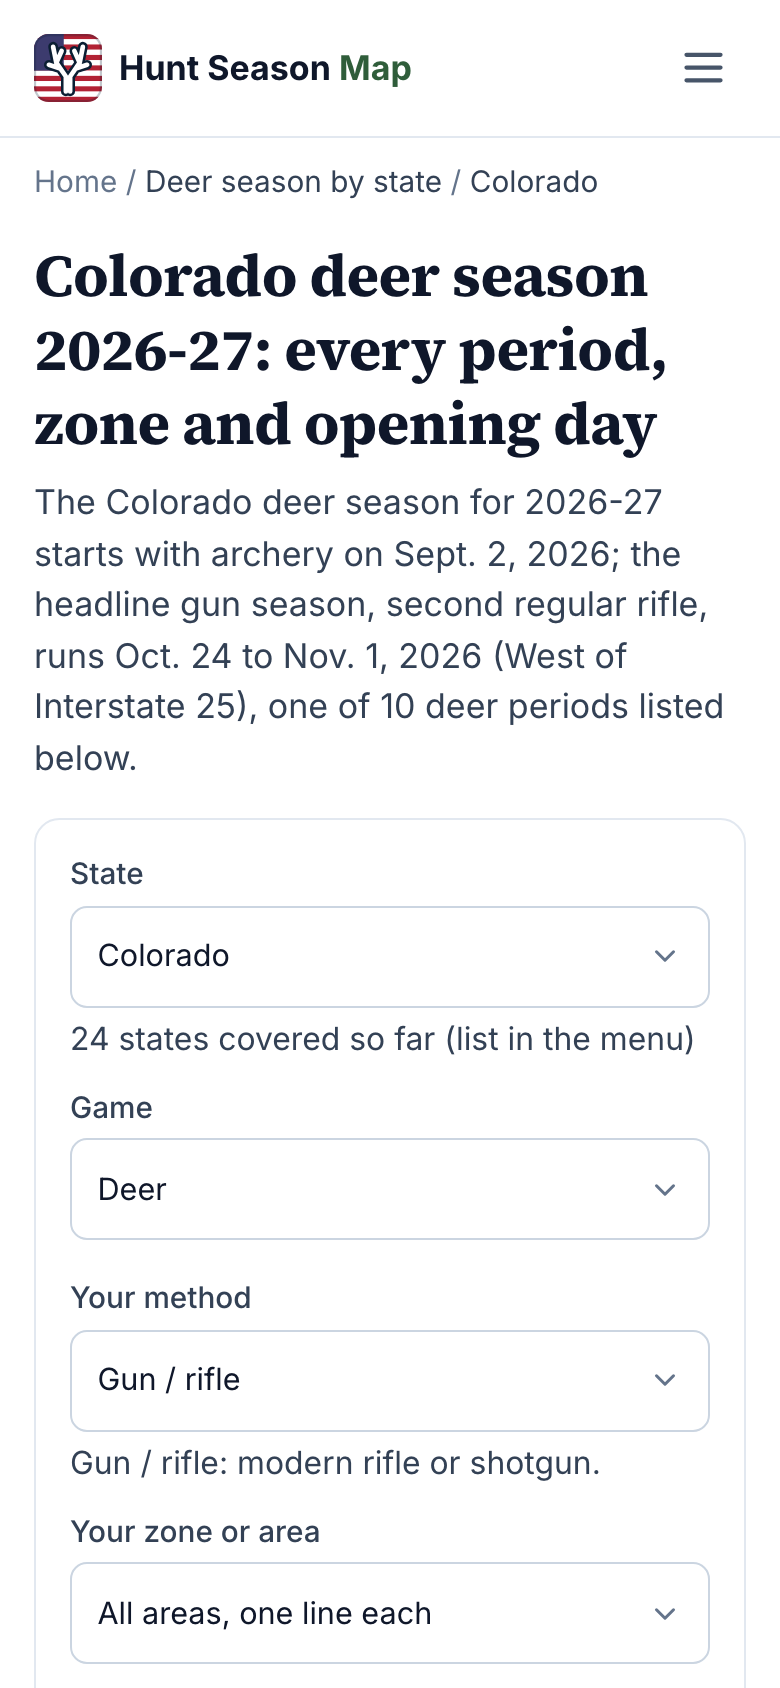 Hunt Season Map
Home / Deer season by state / Colorado
Colorado deer season
2026-27: every period,
zone and opening day
The Colorado deer season for 2026-27
starts with archery on Sept. 2, 2026; the
headline gun season, second regular rifle,
runs Oct. 24 to Nov. 1, 2026 (West of
Interstate 25), one of 10 deer periods listed
below.
State
Colorado
24 states covered so far (list in the menu)
Game
Deer
Your method
Gun / rifle
Gun / rifle: modern rifle or shotgun.
Your zone or area
All areas, one line each